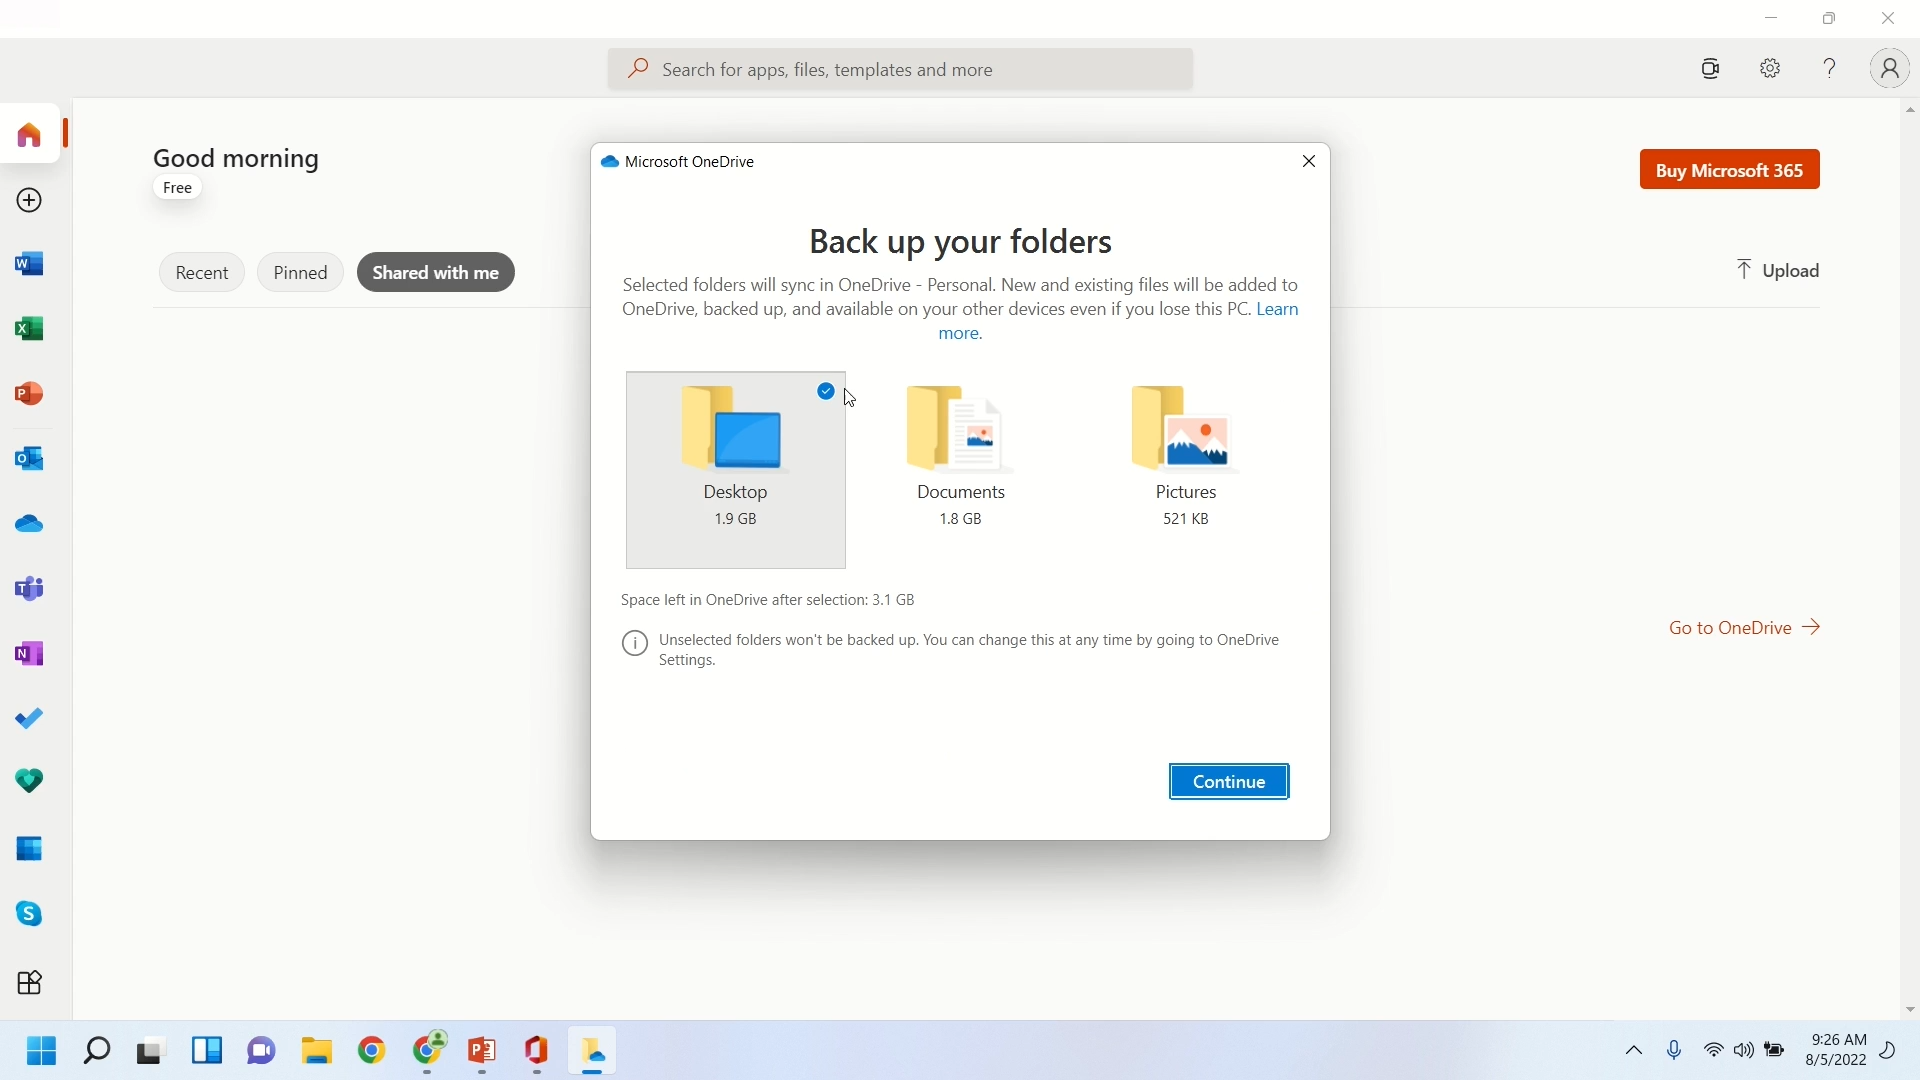 Search for apps, files, templates and more
Good morning
Free
Buy Microsoft 365
Recent
Pinned
Shared with me
Upload
Microsoft OneDrive
Back up your folders
Selected folders will sync in OneDrive - Personal. New and existing files will be added to
OneDrive, backed up, and available on your other devices even if you lose this PC. Learn
more.
Desktop
1.9 GB
Documents
1.8 GB
Pictures
521 KB
Space left in OneDrive after selection: 3.1 GB
Unselected folders won't be backed up. You can change this at any time by going to OneDrive
Settings.
Continue
Go to OneDrive
9:26 AM
8/5/2022